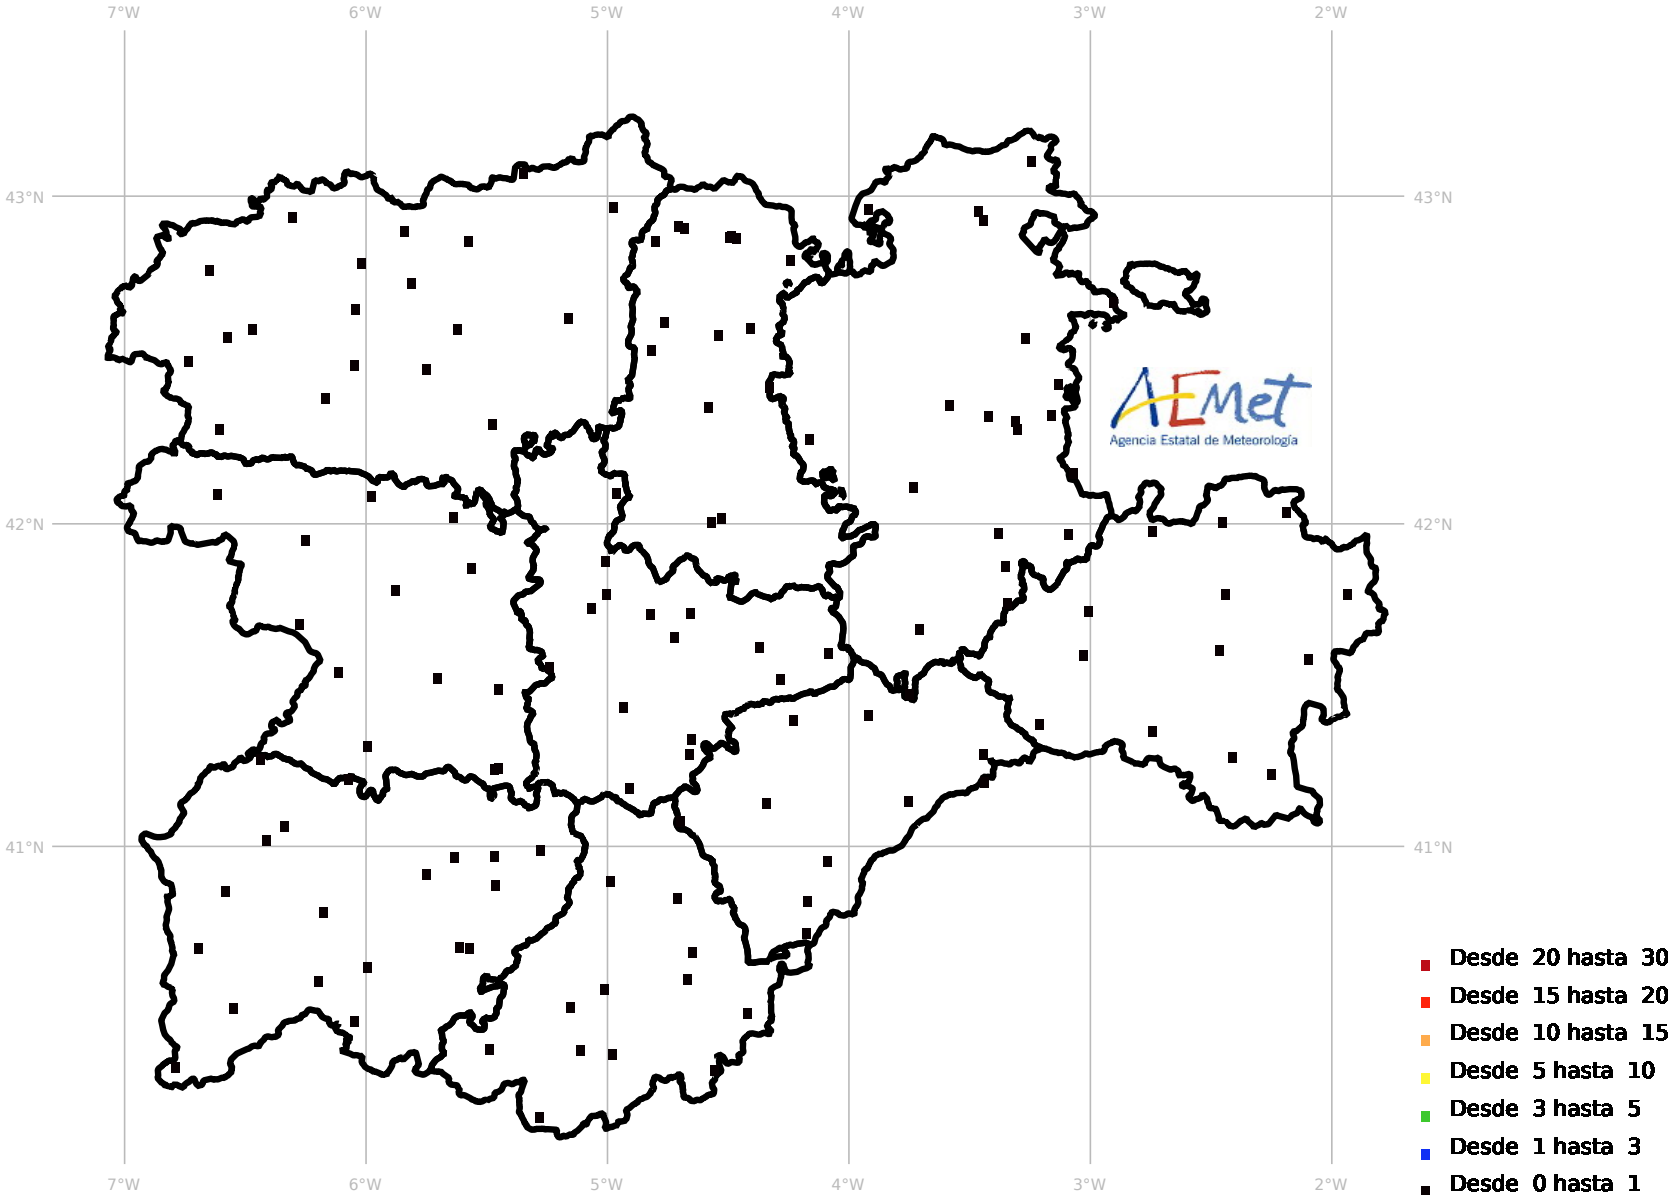 7°W 6°W 5°W 4°W 3°W 2°W
43°N 43°N
AEMet
Agencia Estatal de Meteorología
42°N 42°N
41°N 41°N
Desde 20 hasta 30
Desde 15 hasta 20
Desde 10 hasta 15
Desde 5 hasta 10
Desde 3 hasta 5
Desde 1 hasta 3
Desde 0 hasta 1
7°W 6°W 5°W 4°W 3°W 2°W